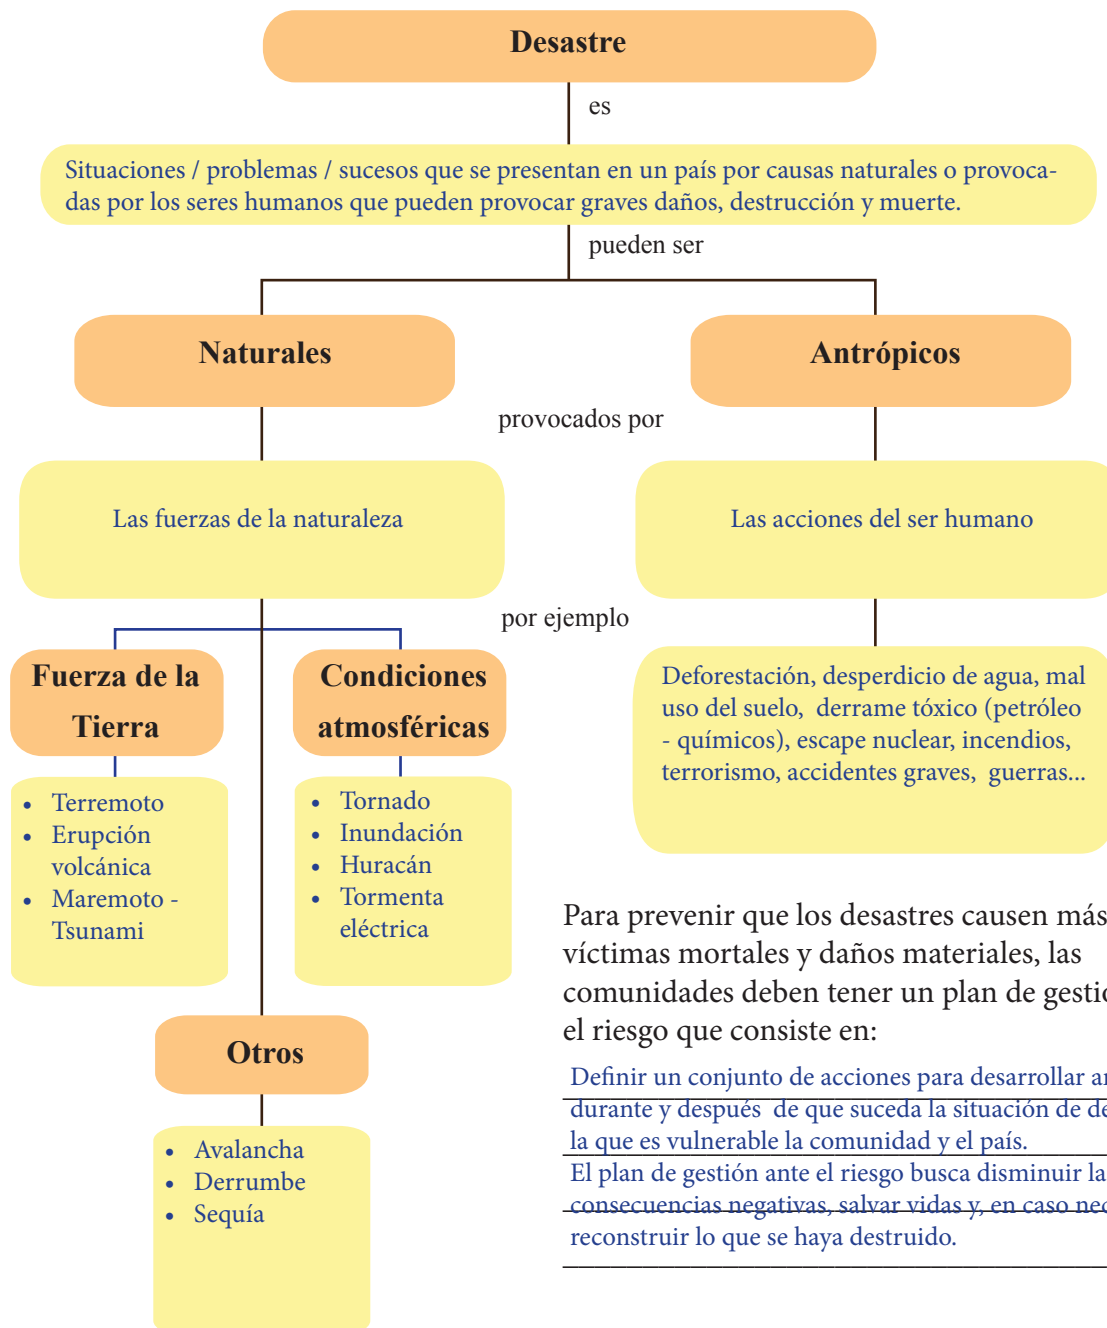 Desastre
es
Situaciones / problemas / sucesos que se presentan en un país por causas naturales o provoca-
das por los seres humanos que pueden provocar graves daños, destrucción y muerte.
pueden ser
Naturales
Antrópicos
provocados por
Las fuerzas de la naturaleza
Las acciones del ser humano
por ejemplo
Fuerza de la
Tierra
• Terremoto
• Erupción
volcánica
• Maremoto -
Tsunami
Condiciones
atmosféricas
• Tornado
• Inundación
• Huracán
• Tormenta
eléctrica
Deforestación, desperdicio de agua, mal
uso del suelo, derrame tóxico (petróleo
- químicos), escape nuclear, incendios,
terrorismo, accidentes graves, guerras...
Otros
• Avalancha
• Derrumbe
• Sequía
Para prevenir que los desastres causen más
víctimas mortales y daños materiales, las
comunidades deben tener un plan de
el riesgo que consiste en:
Definir un conjunto de acciones para desarrollar
durante y después de que suceda la situación de
la que es vulnerable la comunidad y el país.
El plan de gestión ante el riesgo busca disminuir
consecuencias negativas, salvar vidas y, en caso
reconstruir lo que se haya destruido.